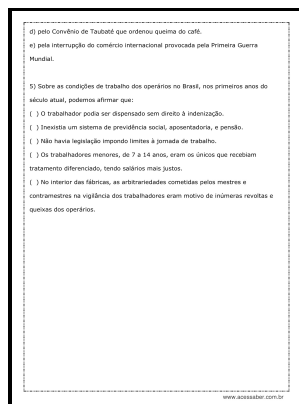 d) pelo Convênio de Taubaté que ordenou queima do café.
e) pela interrupção do comércio internacional provocada pela Primeira Guerra
Mundial.
5) Sobre as condições de trabalho dos operários no Brasil, nos primeiros anos do
século atual, podemos afirmar que:
( ) O trabalhador podia ser dispensado sem direito à indenização.
( ) Inexistia um sistema de previdência social, aposentadoria, e pensão.
( ) Não havia legislação impondo limites à jornada de trabalho.
( ) Os trabalhadores menores, de 7 a 14 anos, eram os únicos que recebiam
tratamento diferenciado, tendo salários mais justos.
( ) No interior das fábricas, as arbitrariedades cometidas pelos mestres e
contramestres na vigilância dos trabalhadores eram motivo de inúmeras revoltas e
queixas dos operários.
www.acessaber.com.br